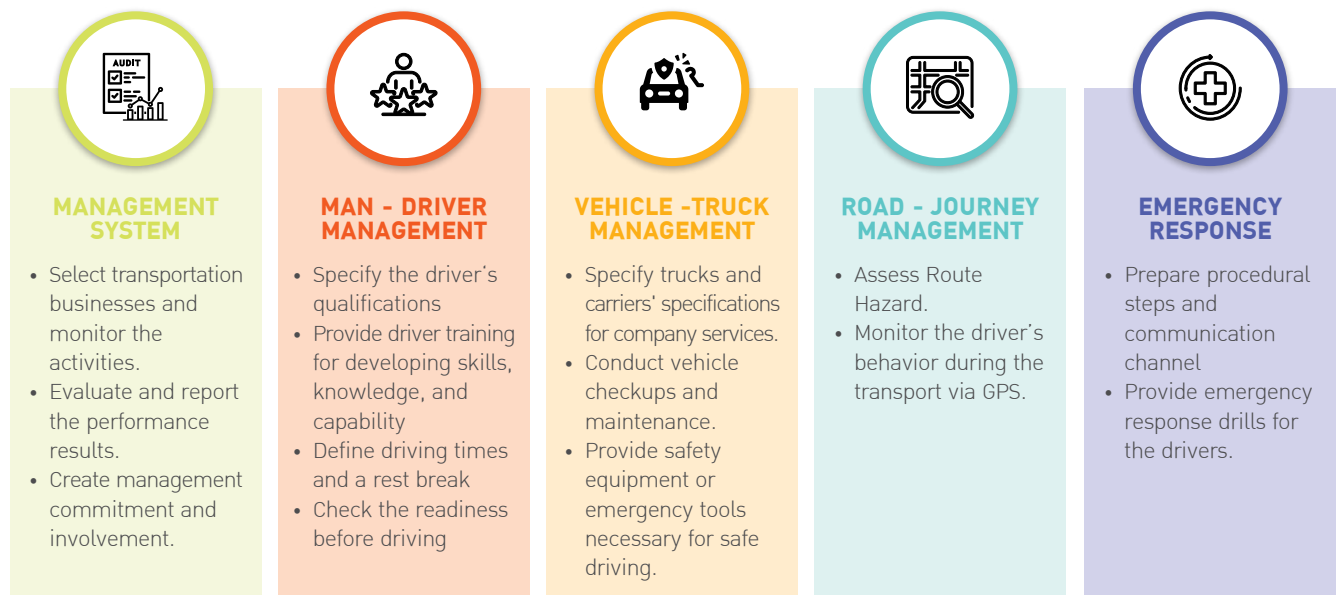 AUDIT
MANAGEMENT
SYSTEM
• Select transportation
businesses and
monitor the
activities.
• Evaluate and report
the performance
results.
• Create management
commitment and
involvement.
MAN - DRIVER
MANAGEMENT
• Specify the driver's
qualifications
• Provide driver training
for developing skills,
knowledge, and
capability
• Define driving times
and a rest break
• Check the readiness
before driving
VEHICLE -TRUCK
MANAGEMENT
• Specify trucks and
carriers' specifications
for company services.
• Conduct vehicle
checkups and
maintenance.
• Provide safety
equipment or
emergency tools
necessary for safe
driving.
ROAD - JOURNEY
MANAGEMENT
• Assess Route
Hazard.
• Monitor the driver's
behavior during the
transport via GPS.
EMERGENCY
RESPONSE
• Prepare procedural
steps and
communication
channel
• Provide emergency
response drills for
the drivers.